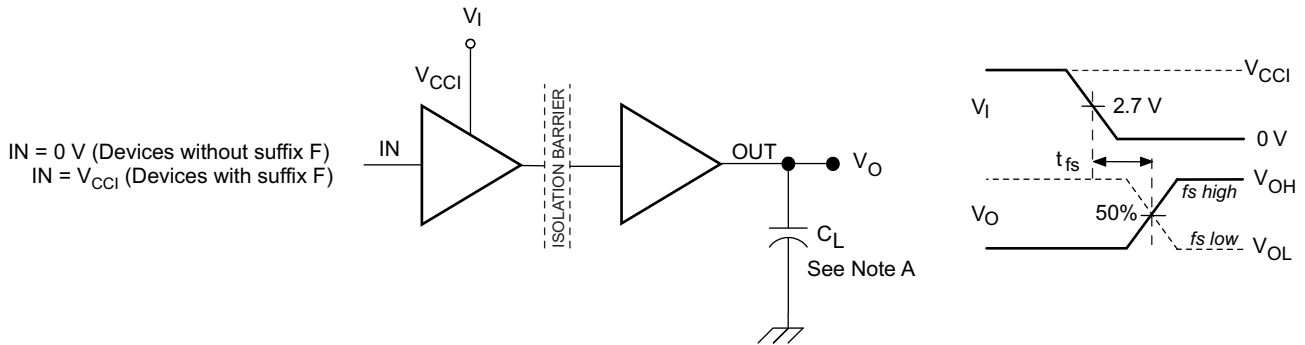 V_I
V_CCI
IN = 0 V (Devices without suffix F)
IN = V_CCI (Devices with suffix F)
IN
ISOLATION BARRIER
OUT
V_O
C_L
See Note A
V_CCI
V_I
2.7 V
0 V
t_fs
V_OH
fs high
V_O
50%
fs low
V_OL